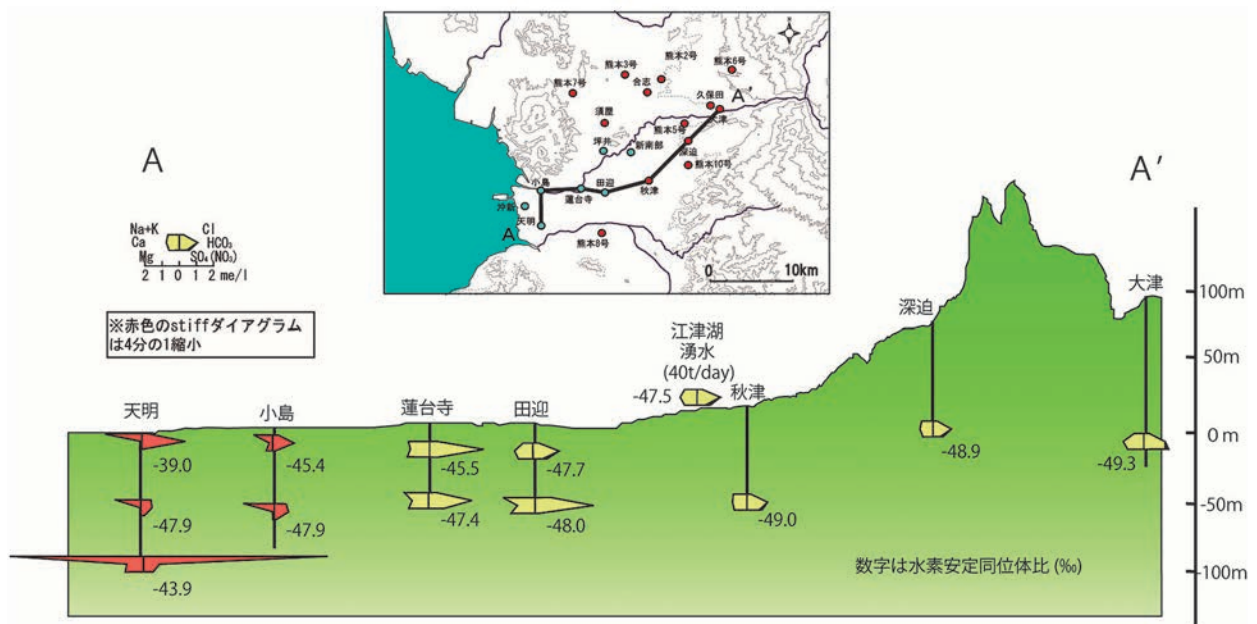 熊本2号
熊本3号
熊本6号
合志
熊本7号
久保田
A'
大津
須屋
熊本5号
坪井
新南部
深迫
熊本10号
小島
田迎
秋津
蓮台寺
沖新
天明
A
熊本8号
0 10km
A
A'
Na+K Cl
Ca HCO₃
Mg SO₄(NO₃)
2 1 0 1 2 me/l
※赤色のstiffダイアグラム
は4分の1縮小
大津
深迫
江津湖
湧水
(40t/day)
-47.5
秋津
天明
小島
蓮台寺
田迎
100m
50m
0m
-50m
-100m
-39.0
-45.4
-45.5
-47.7
-48.9
-49.3
-47.9
-47.9
-47.4
-48.0
-49.0
-43.9
数字は水素安定同位体比(‰)